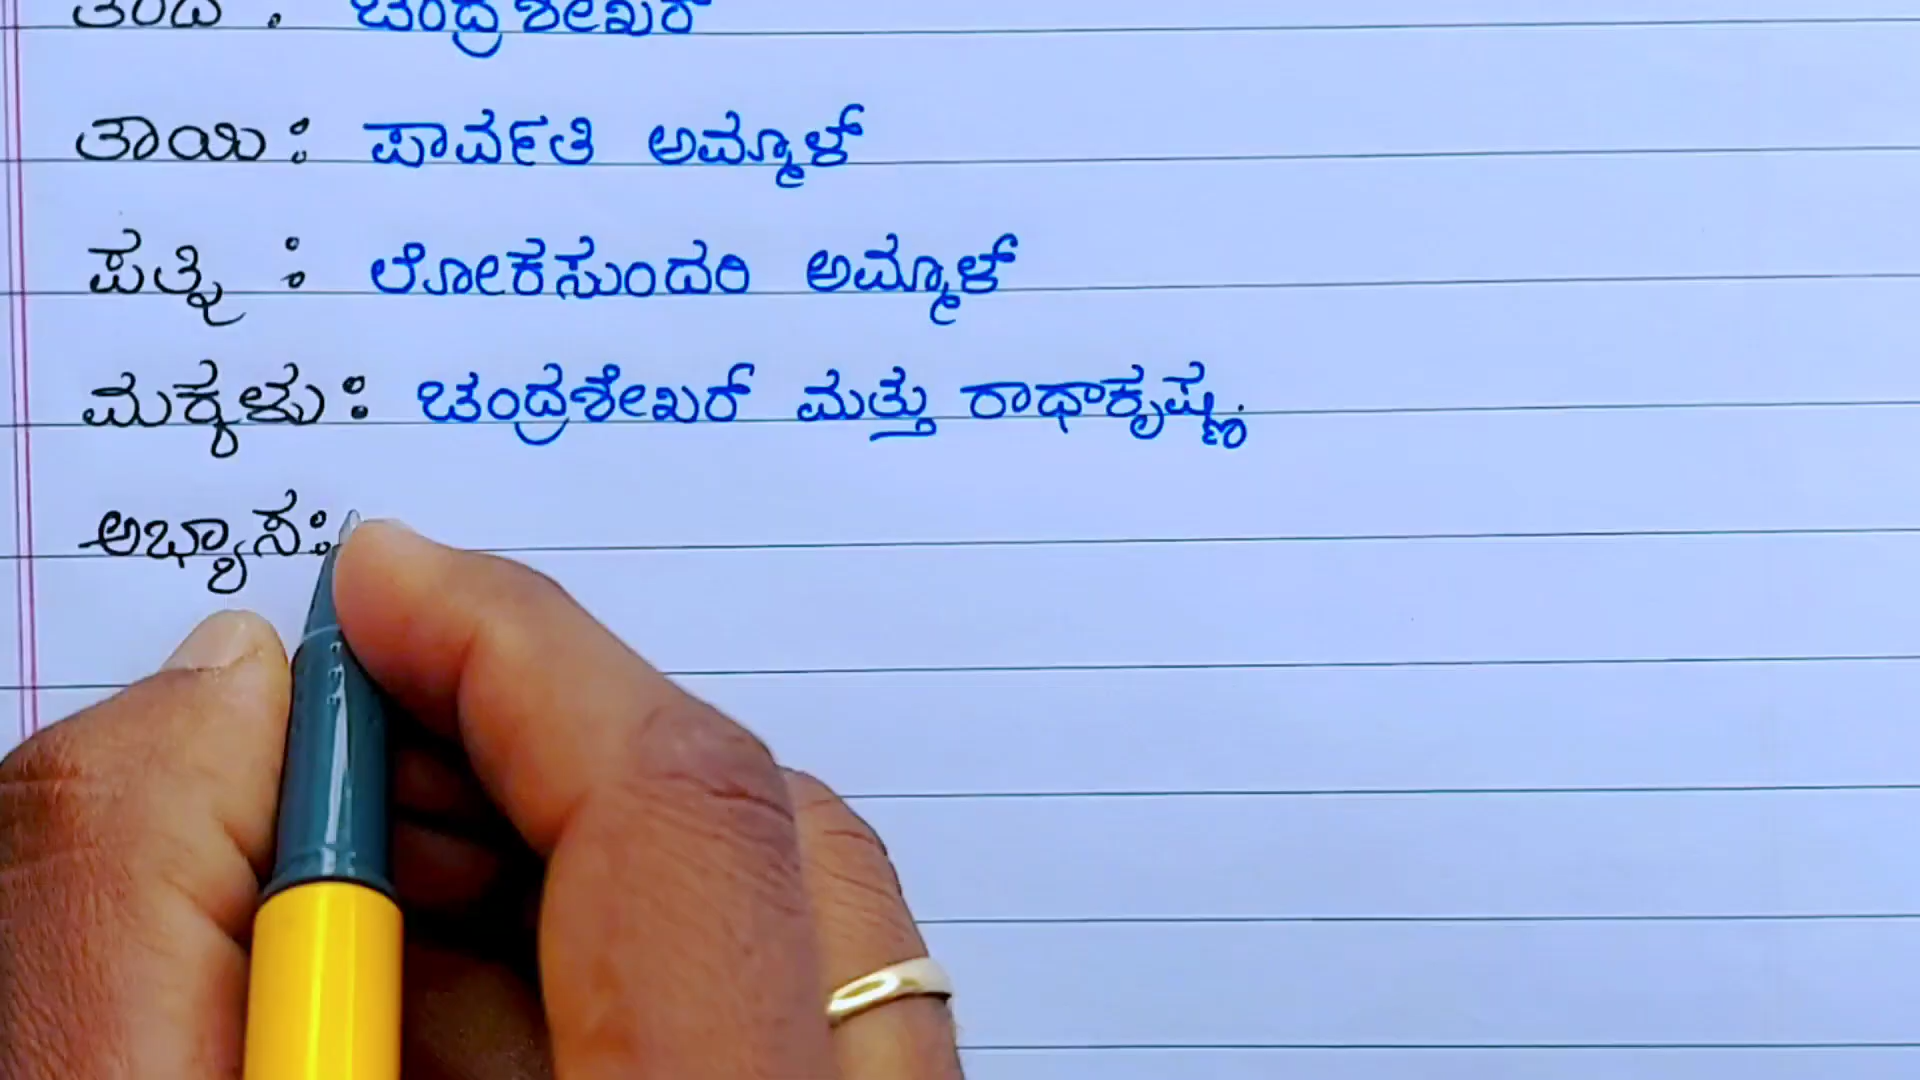 ತಂದೆ : ಚಂದ್ರಶೇಖರ್
ತಾಯಿ : ಪಾರ್ವತಿ ಅಮ್ಮಾಳ್
ಪತ್ನಿ : ಲೋಕಸುಂದರಿ ಅಮ್ಮಾಳ್
ಮಕ್ಕಳು : ಚಂದ್ರಶೇಖರ್ ಮತ್ತು ರಾಧಾಕೃಷ್ಣ.
ಅಭ್ಯಾಸ :